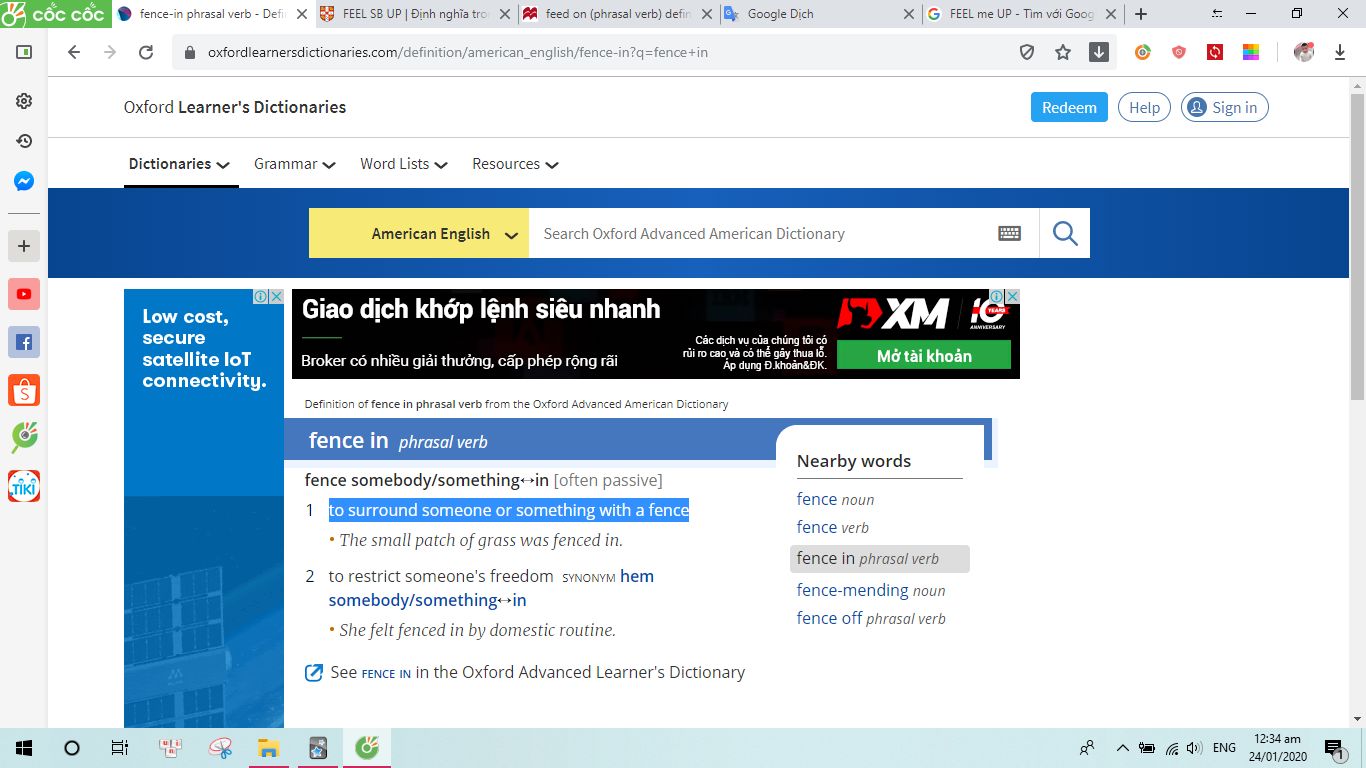 cốc cốc
fence-in phrasal verb - Defi
FEEL SB UP | Định nghĩa tron
feed on (phrasal verb) defin
Google Dịch
FEEL me UP - Tìm với Goog
oxfordlearnersdictionaries.com/definition/american_english/fence-in?q=fence+in
Oxford Learner's Dictionaries
Redeem
Help
Sign in
Dictionaries
Grammar
Word Lists
Resources
American English
Search Oxford Advanced American Dictionary
Low cost,
secure
satellite IoT
connectivity.
Giao dịch khớp lệnh siêu nhanh
Broker có nhiều giải thưởng, cấp phép rộng rãi
Các dịch vụ của chúng tôi có
rủi ro cao và có thể gây thua lỗ.
Áp dụng Đ.khoản&ĐK.
XM
10
YEARS
ANNIVERSARY
Mở tài khoản
Definition of fence in phrasal verb from the Oxford Advanced American Dictionary
fence in phrasal verb
fence somebody/something↔in [often passive]
1 to surround someone or something with a fence
• The small patch of grass was fenced in.
2 to restrict someone's freedom SYNONYM hem
somebody/something↔in
• She felt fenced in by domestic routine.
See FENCE IN in the Oxford Advanced Learner's Dictionary
Nearby words
fence noun
fence verb
fence in phrasal verb
fence-mending noun
fence off phrasal verb
TIKI
ENG
12:34 am
24/01/2020
1